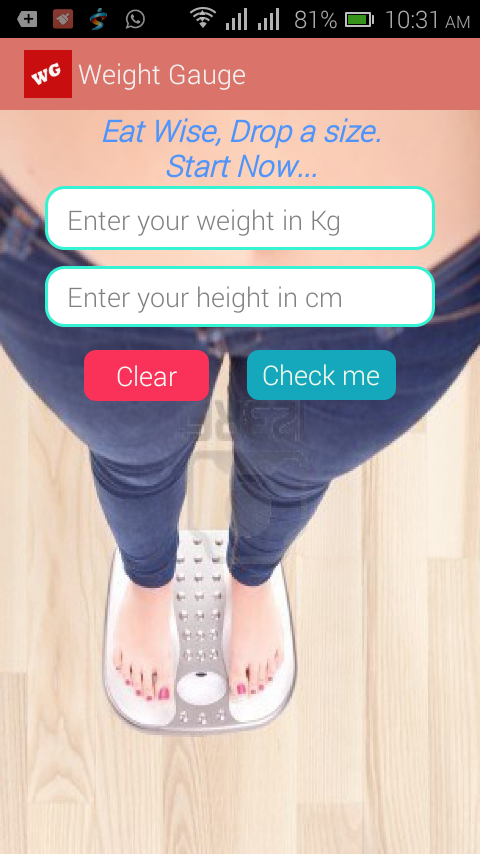 81% 10:31 AM
WG Weight Gauge
Eat Wise, Drop a size.
Start Now...
Enter your weight in Kg
Enter your height in cm
Clear Check me